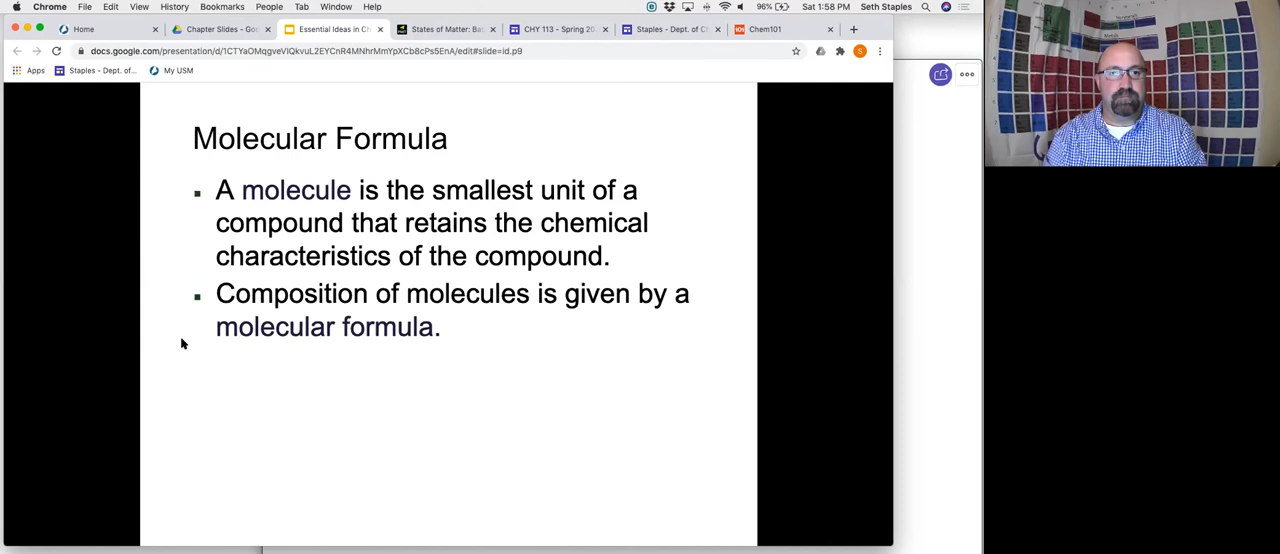 Chrome File Edit View History Bookmarks People Tab Window Help 96% Sat 1:58 PM Seth Staples
Home Chapter Slides - Goo Essential Ideas in Ch States of Matter: Ba CHY 113 - Spring 20 Staples - Dept. of C Chem101
docs.google.com/presentation/d/1CTYaOMqgveVIQkvuL2EYCnR4MNhrMmYpXCb8cPs5EnA/edit#slide=id.p9
Apps Staples - Dept. of... My USM
Molecular Formula
A molecule is the smallest unit of a
compound that retains the chemical
characteristics of the compound.
Composition of molecules is given by a
molecular formula.